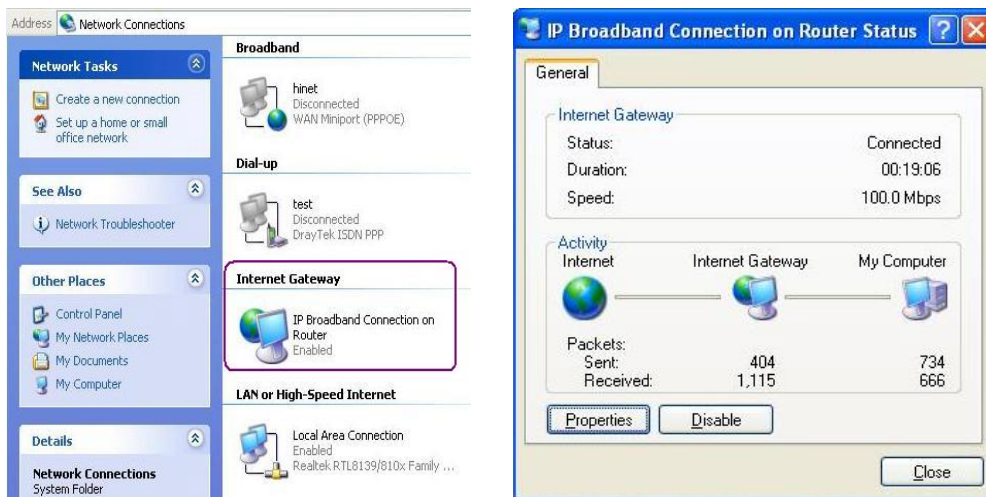 Address Network Connections
Network Tasks
Create a new connection
Set up a home or small
office network
See Also
Network Troubleshooter
Other Places
Control Panel
My Network Places
My Documents
My Computer
Details
Network Connections
System Folder
Broadband
hinet
Disconnected
WAN Miniport (PPPOE)
Dial-up
test
Disconnected
DrayTek ISDN PPP
Internet Gateway
IP Broadband Connection on
Router
Enabled
LAN or High-Speed Internet
Local Area Connection
Enabled
Realtek RTL8139/810x Family ...
IP Broadband Connection on Router Status
General
Internet Gateway
Status: Connected
Duration: 00:19:06
Speed: 100.0 Mbps
Activity
Internet Internet Gateway My Computer
Packets:
Sent: 404 734
Received: 1,115 666
Properties Disable
Close